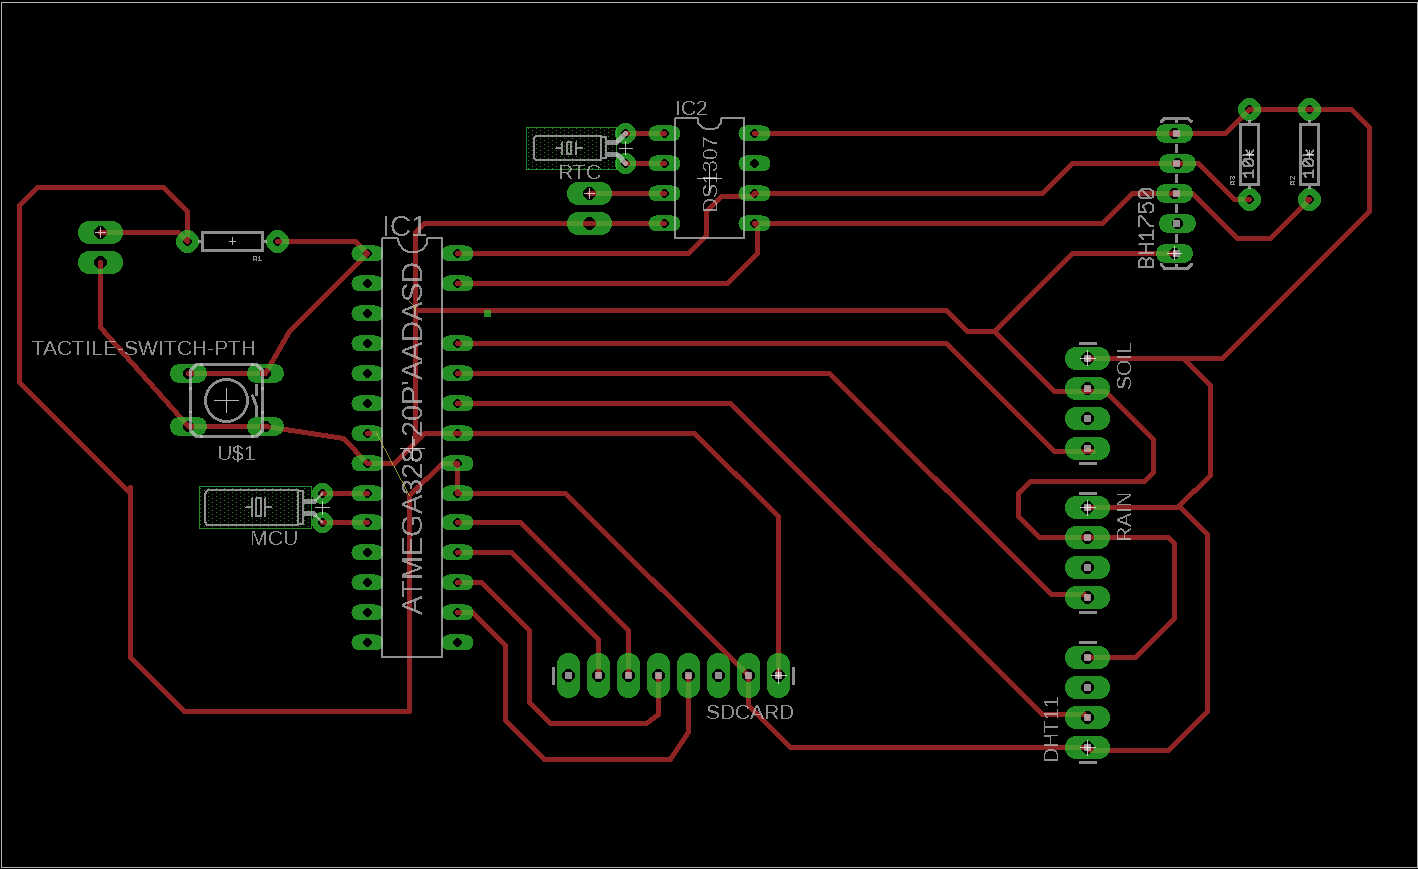 IC2
RTC
DS1307
10k
R3
10k
R2
IC1
BH1750
R1
TACTILE-SWITCH-PTH
U$1
MCU
ATMEGA328-20P'AADASD
SOIL
RAIN
DHT11
SDCARD